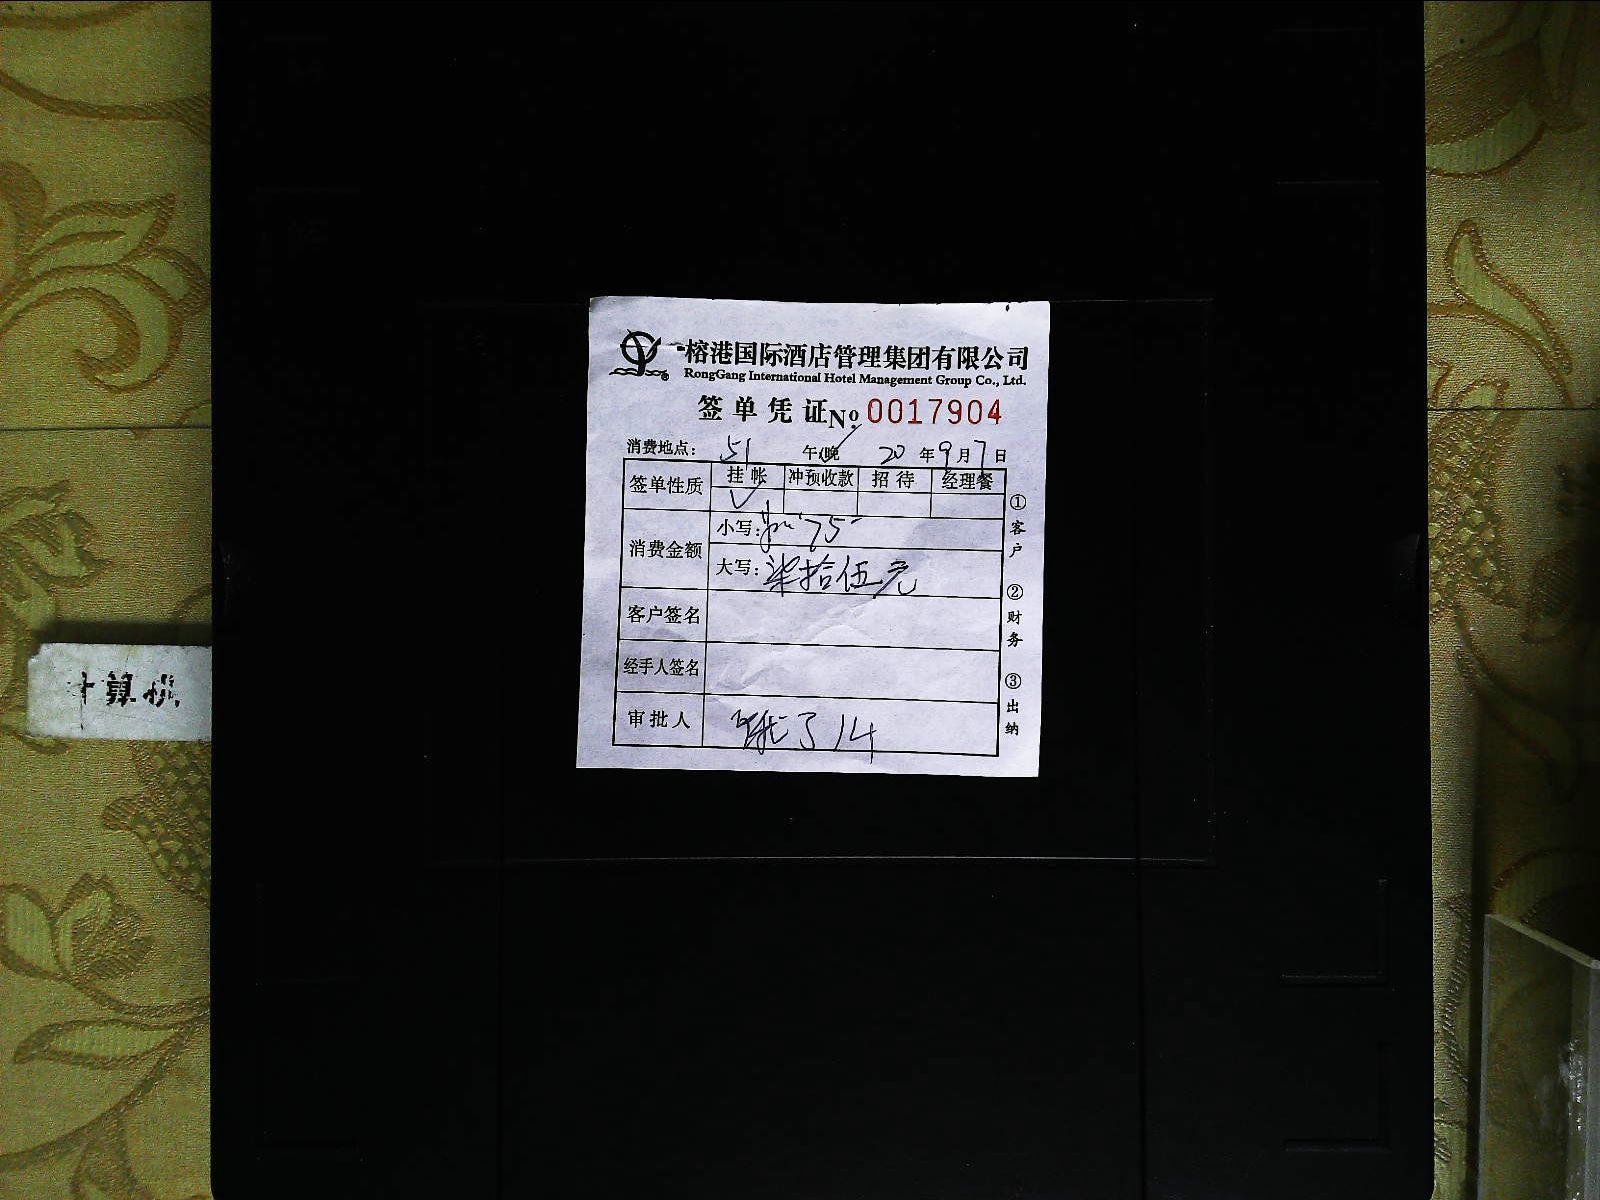 榕港国际酒店管理集团有限公司
RongGang International Hotel Management Group Co., Ltd.
签单凭证 № 0017904
消费地点: 51 午/晚 20 年 9 月 7 日
签单性质 挂帐 冲预收款 招待 经理餐
消费金额 小写: 75
大写: 柒拾伍元
客户签名
经手人签名
审批人 饿了 14
①客户 ②财务 ③出纳
计算机